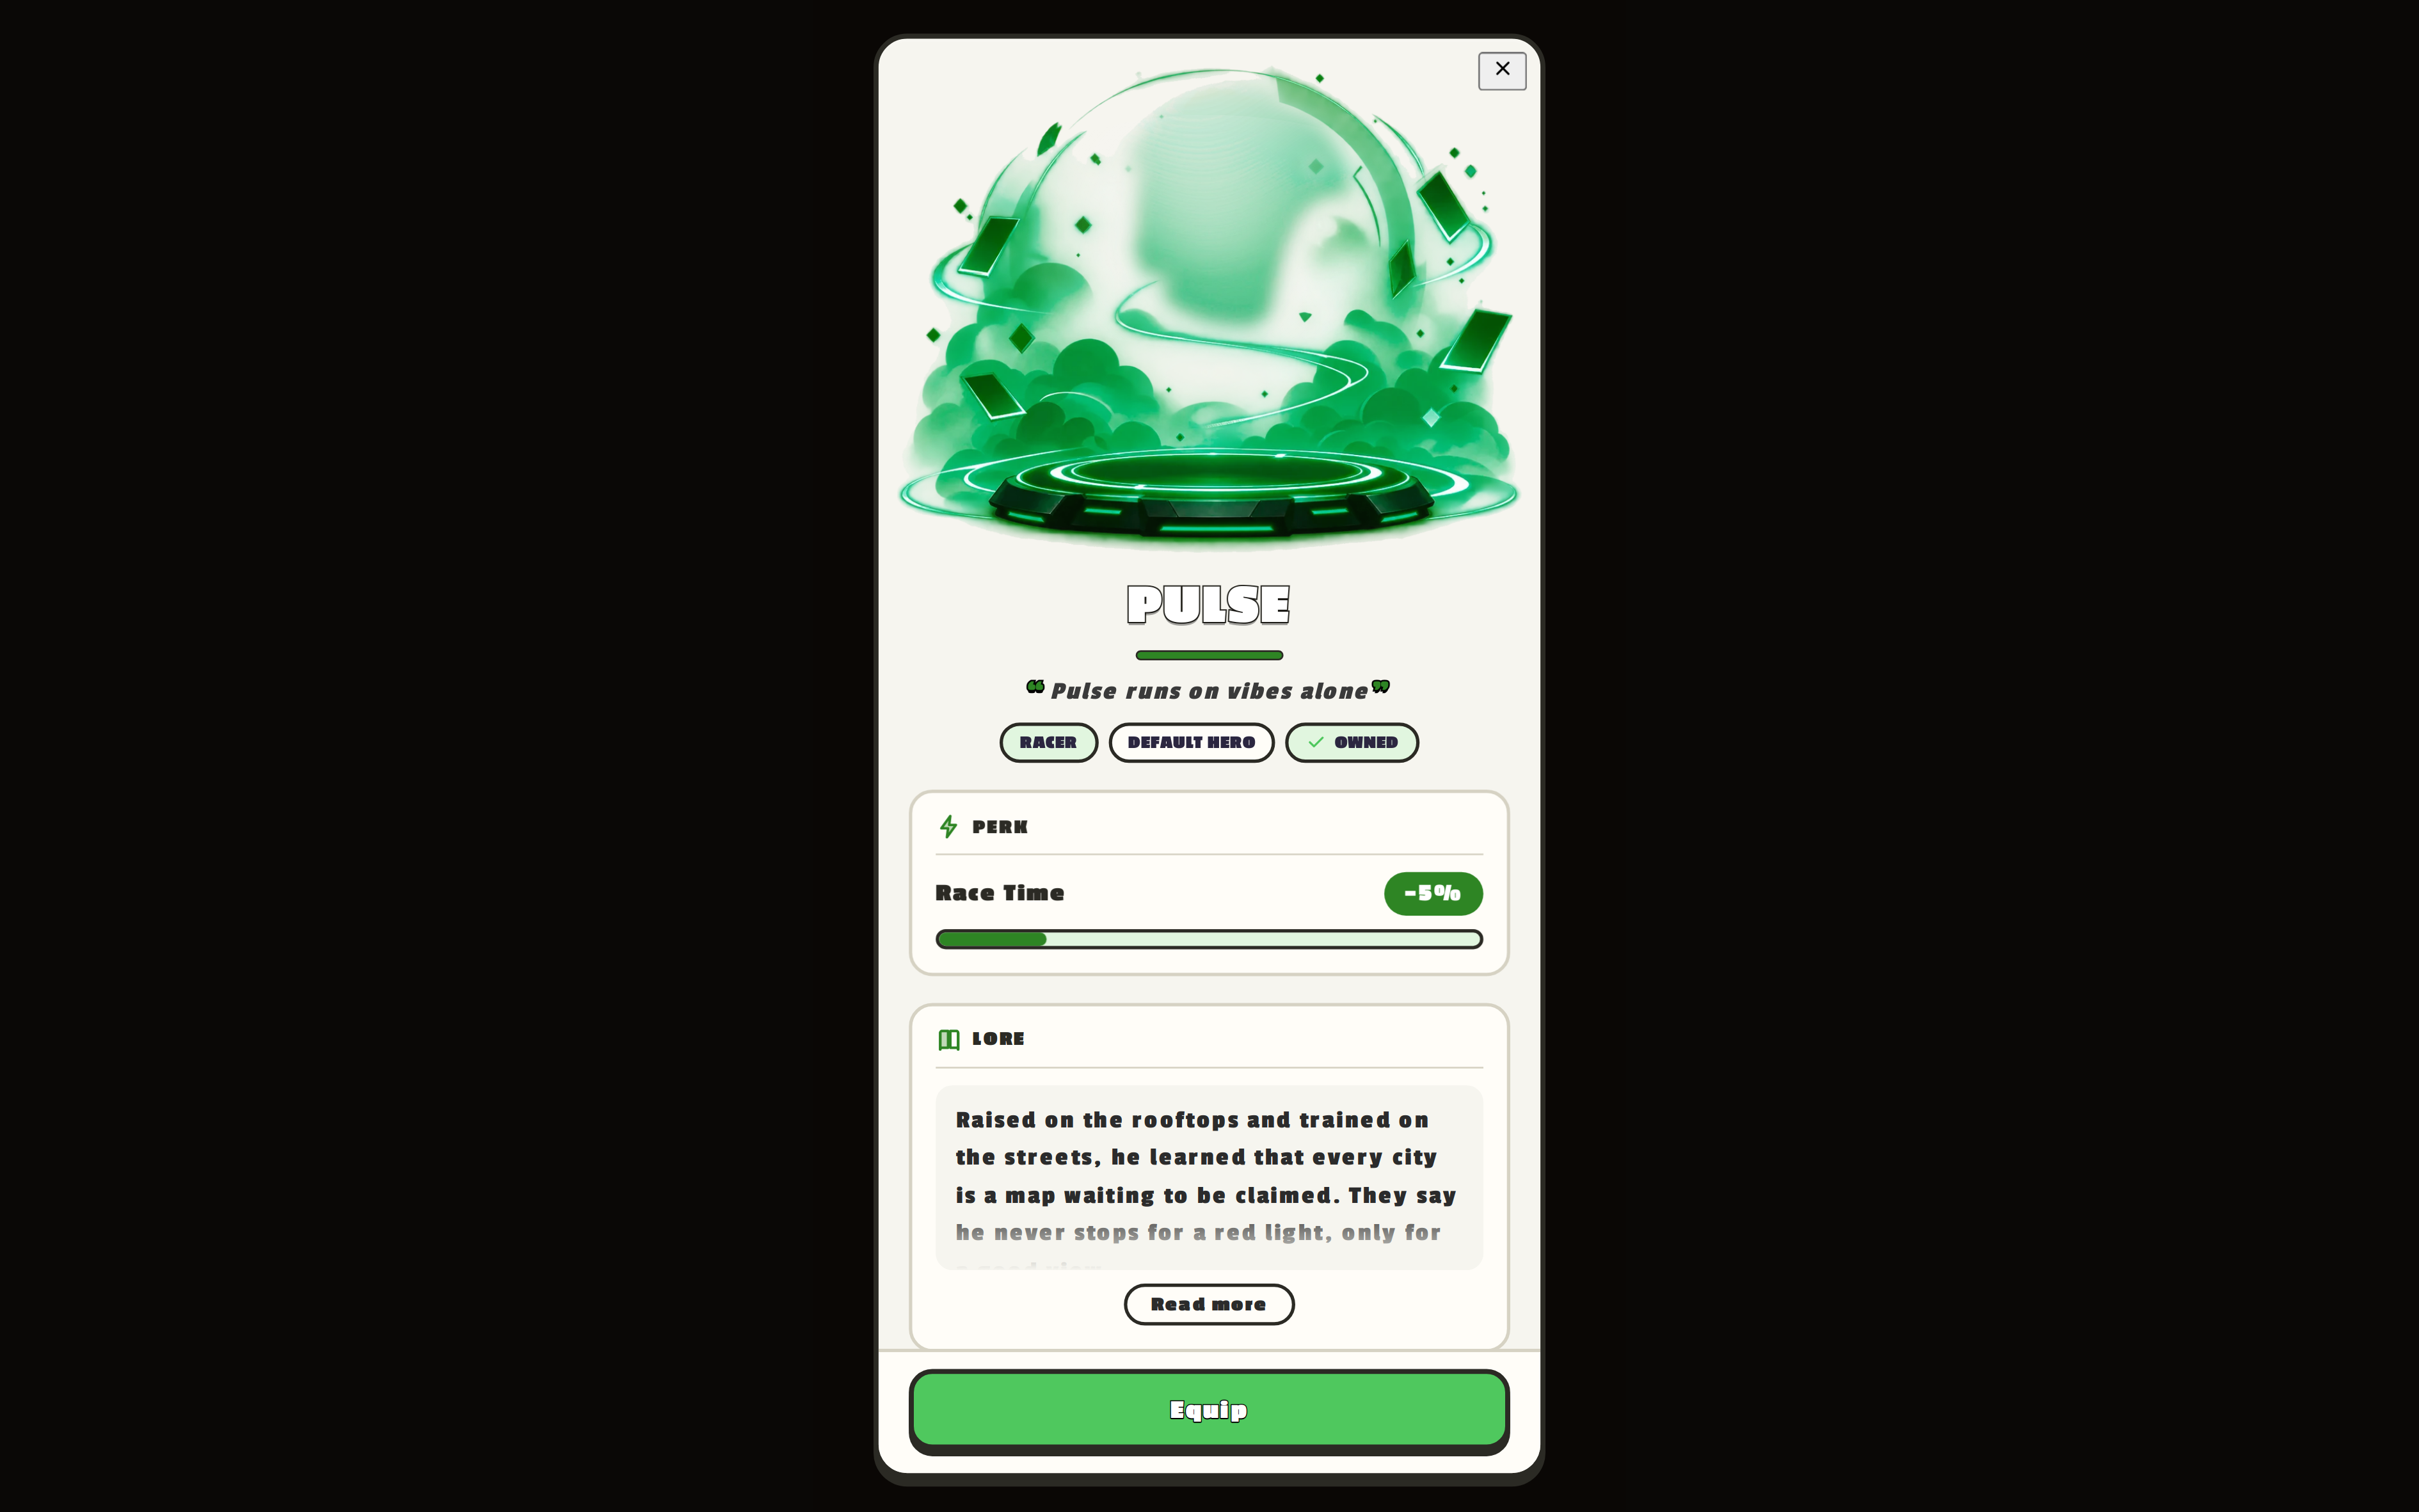 PULSE
❝ Pulse runs on vibes alone ❞
RACER
DEFAULT HERO
OWNED
PERK
Race Time
-5%
LORE
Raised on the rooftops and trained on
the streets, he learned that every city
is a map waiting to be claimed. They say
he never stops for a red light, only for
Read more
Equip